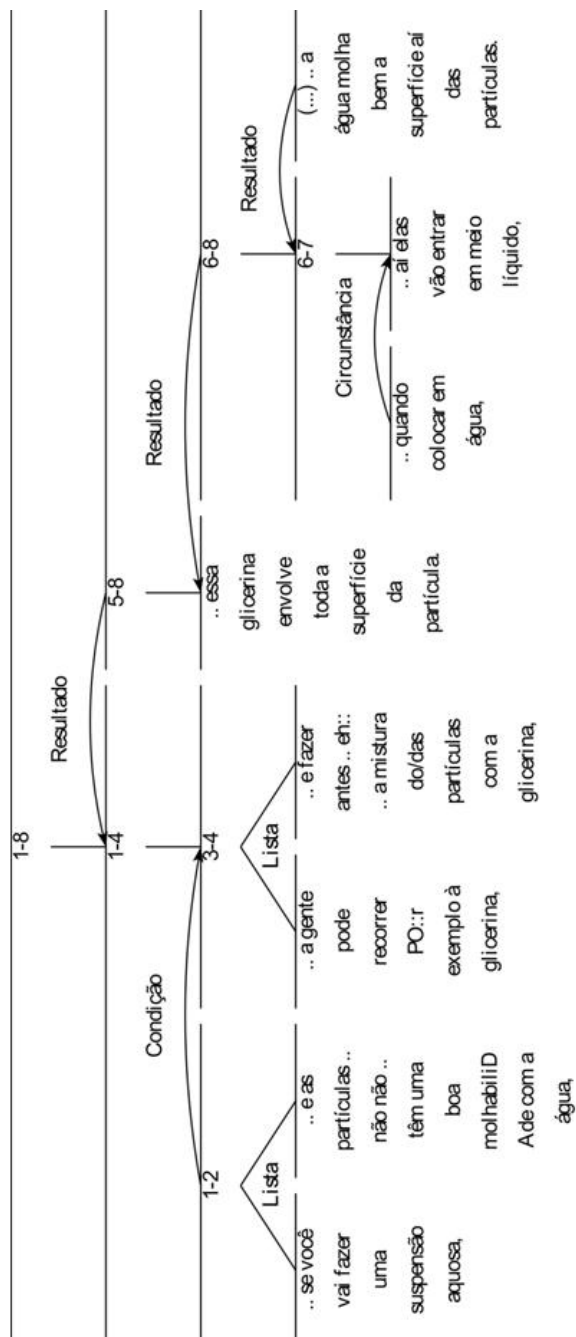 1-8
Resultado
1-4
5-8
Condição
Resultado
1-2
3-4
.. essa
glicerina
envolve
toda a
superfície
da
partícula.
6-8
Lista
Lista
Resultado
.. se você
vai fazer
uma
suspensão
aquosa,
.. e as
partículas ..
não não ..
têm uma
boa
molhabiliD
Ade com a
água,
.. a gente
pode
recorrer
PO::r
exemplo à
glicerina,
.. e fazer
antes .. eh::
.. a mistura
do/das
partículas
com a
glicerina,
6-7
(...) .. a
água molha
bem a
superfície aí
das
partículas.
Circunstância
.. quando
colocar em
água,
.. aí elas
vão entrar
em meio
líquido,